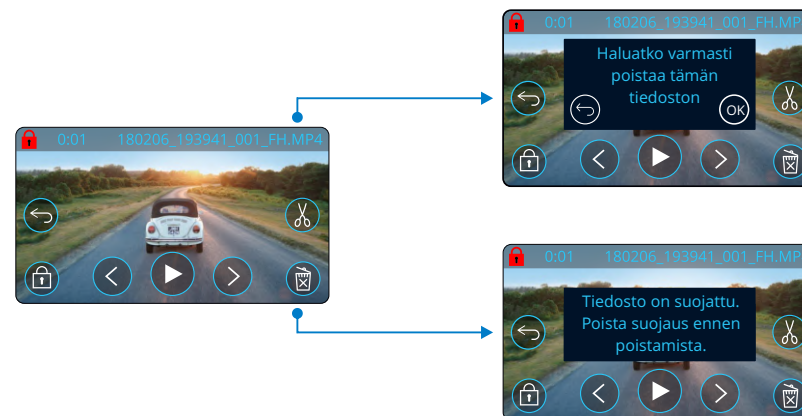 0:01 180206_193941_001_FH.MP4
0:01 180206_193941_001_FH.MP
Haluatko varmasti
poistaa tämän
tiedoston
OK
0:01 180206_193941_001_FH.MP
Tiedosto on suojattu.
Poista suojaus ennen
poistamista.